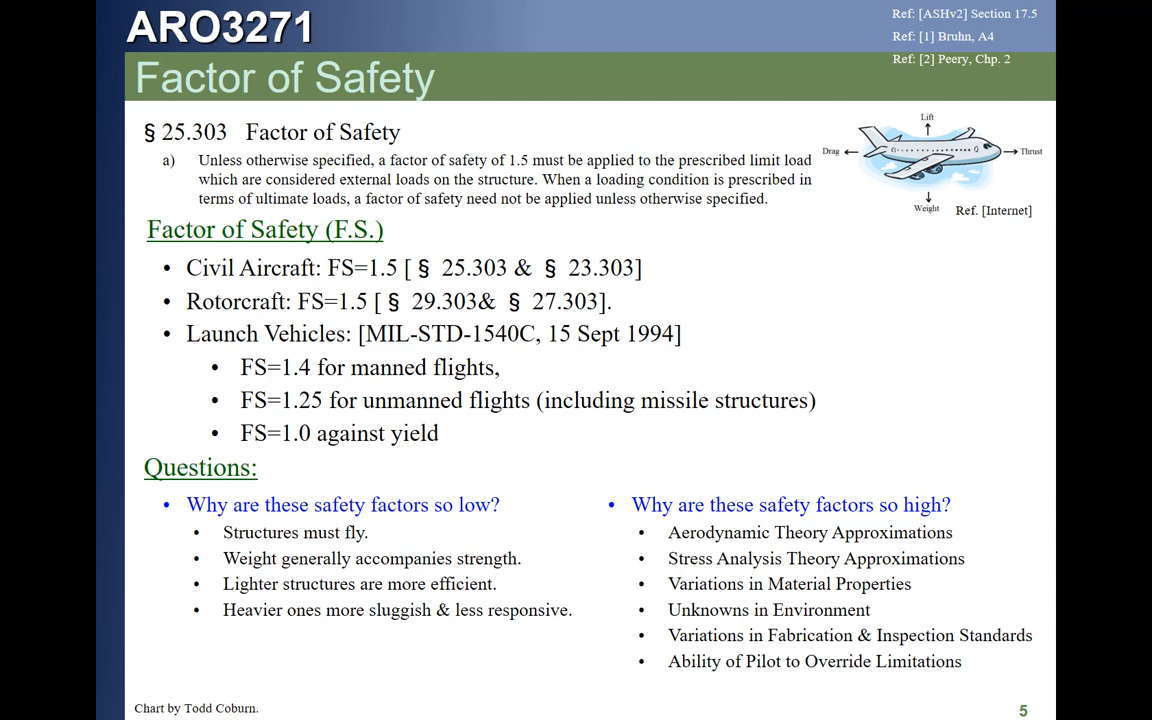 ARO3271
Ref: [ASHv2] Section 17.5
Ref: [1] Bruhn, A4
Ref: [2] Peery, Chp. 2
Factor of Safety
§ 25.303 Factor of Safety
a) Unless otherwise specified, a factor of safety of 1.5 must be applied to the prescribed limit load
which are considered external loads on the structure. When a loading condition is prescribed in
terms of ultimate loads, a factor of safety need not be applied unless otherwise specified.
Lift
Drag
Thrust
Weight
Ref. [Internet]
Factor of Safety (F.S.)
• Civil Aircraft: FS=1.5 [ § 25.303 & § 23.303]
• Rotorcraft: FS=1.5 [ § 29.303& § 27.303].
• Launch Vehicles: [MIL-STD-1540C, 15 Sept 1994]
• FS=1.4 for manned flights,
• FS=1.25 for unmanned flights (including missile structures)
• FS=1.0 against yield
Questions:
• Why are these safety factors so low?
• Structures must fly.
• Weight generally accompanies strength.
• Lighter structures are more efficient.
• Heavier ones more sluggish & less responsive.
• Why are these safety factors so high?
• Aerodynamic Theory Approximations
• Stress Analysis Theory Approximations
• Variations in Material Properties
• Unknowns in Environment
• Variations in Fabrication & Inspection Standards
• Ability of Pilot to Override Limitations
Chart by Todd Coburn.
5